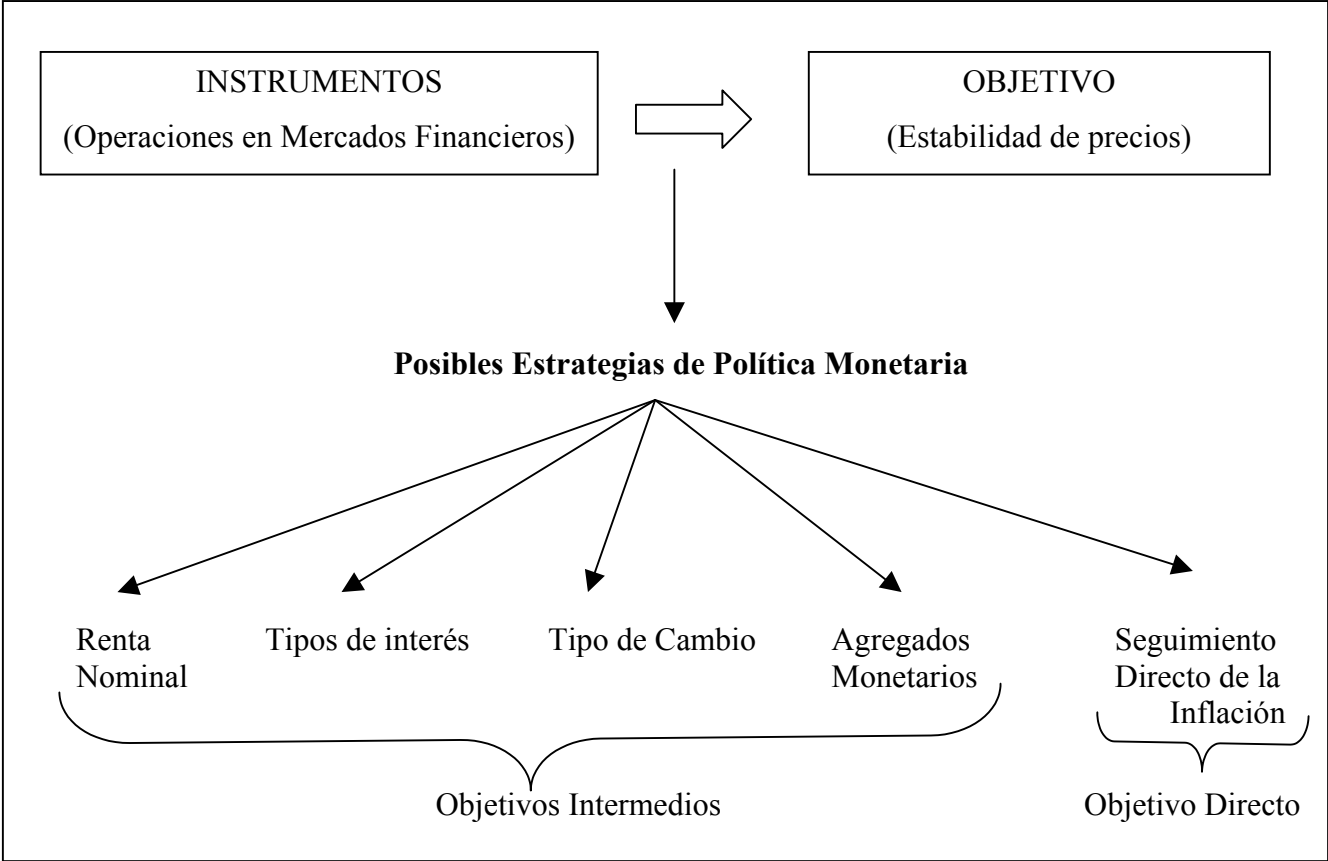 INSTRUMENTOS
(Operaciones en Mercados Financieros)
OBJETIVO
(Estabilidad de precios)
Posibles Estrategias de Política Monetaria
Renta
Nominal
Tipos de interés
Tipo de Cambio
Agregados
Monetarios
Seguimiento
Directo de la
Inflación
Objetivos Intermedios
Objetivo Directo